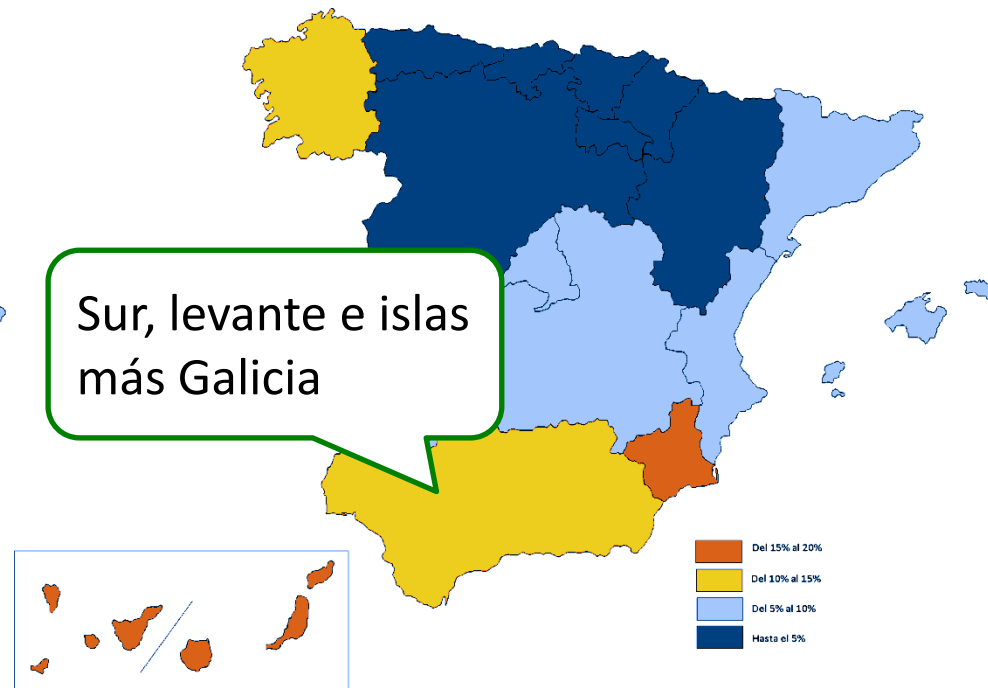 Sur, levante e islas
más Galicia
Del 15% al 20%
Del 10% al 15%
Del 5% al 10%
Hasta el 5%